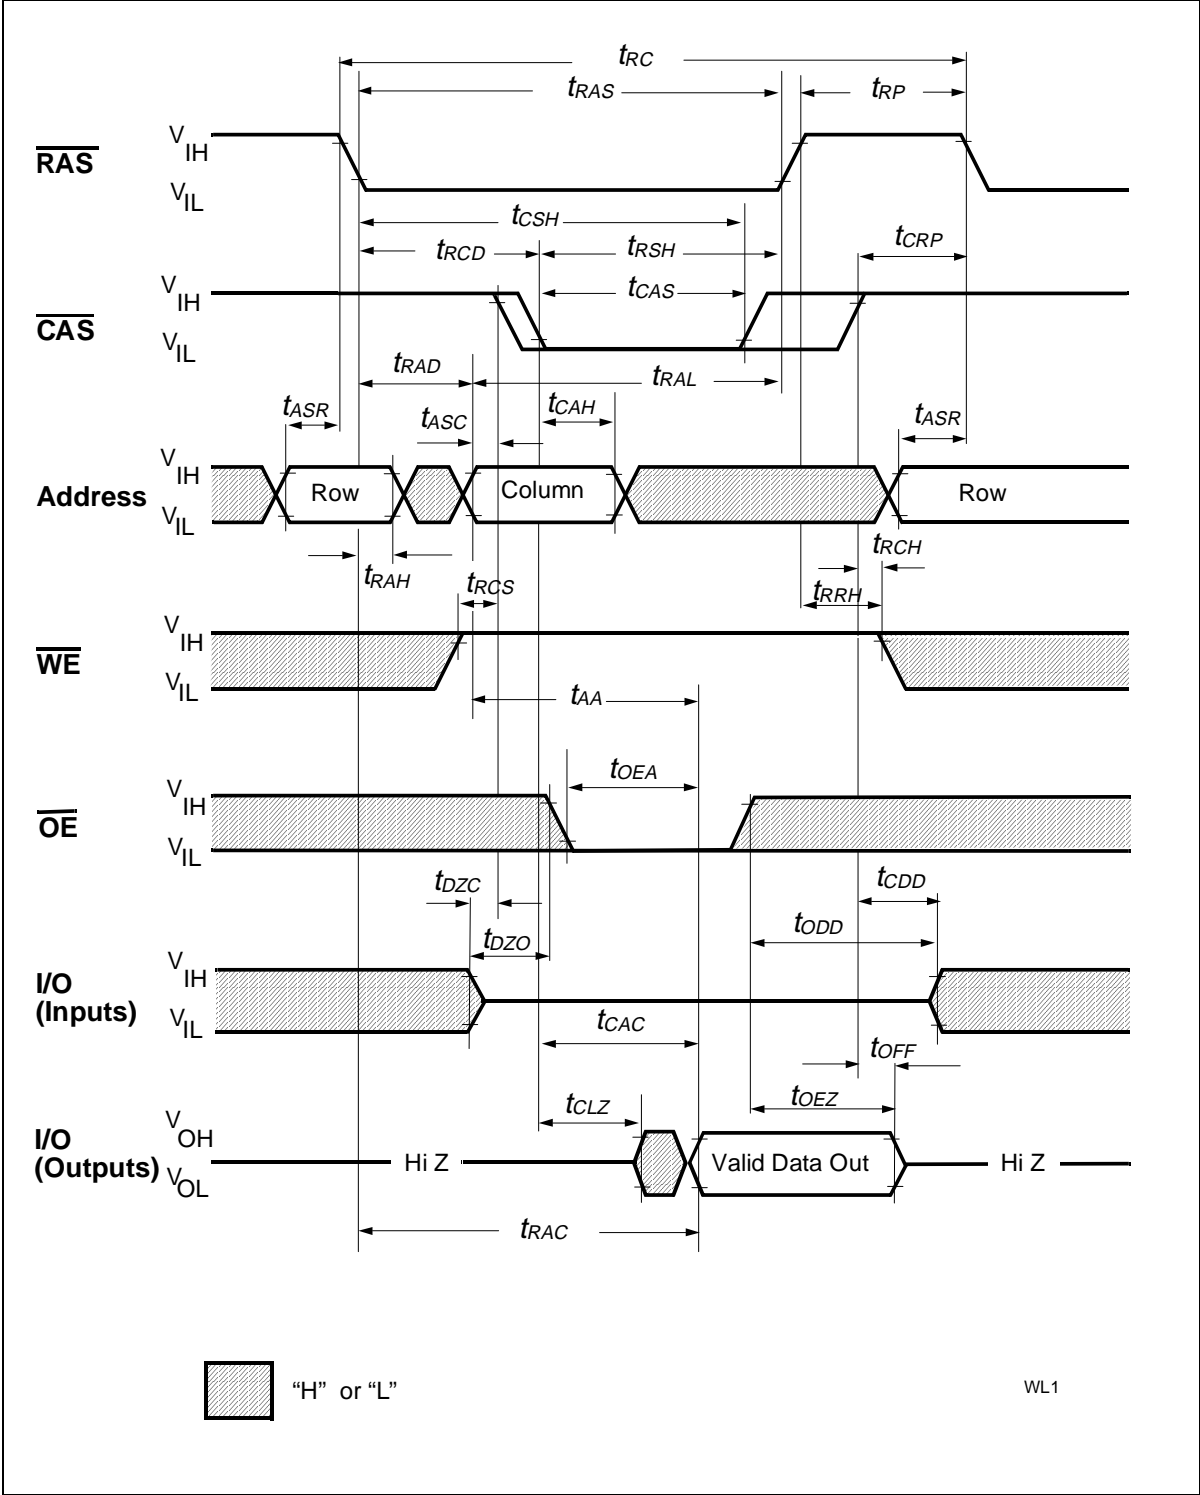 tRC
tRAS
tRP
RAS
VIH
VIL
tCSH
tRCD
tRSH
tCRP
tCAS
CAS
VIH
VIL
tRAD
tRAL
tASR
tASC
tCAH
tASR
Address
VIH
VIL
Row
Column
Row
tRAH
tRCS
tRCH
tRRH
WE
VIH
VIL
tAA
tOEA
OE
VIH
VIL
tDZC
tCDD
tDZO
tODD
I/O
(Inputs)
VIH
VIL
tCAC
tOFF
tCLZ
tOEZ
I/O
(Outputs)
VOH
VOL
Hi Z
Valid Data Out
Hi Z
tRAC
“H” or “L”
WL1